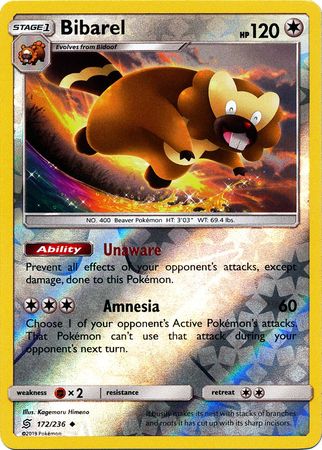 STAGE 1 Bibarel HP 120
Evolves from Bidoof
NO. 400 Beaver Pokémon HT: 3'03" WT: 69.4 lbs.
Ability Unaware
Prevent all effects of your opponent's attacks, except
damage, done to this Pokémon.
Amnesia 60
Choose 1 of your opponent's Active Pokémon's attacks.
That Pokémon can't use that attack during your
opponent's next turn.
weakness × 2 resistance retreat
Illus. Kagemaru Himeno
172/236
©2019 Pokémon
It busily makes its nest with stacks of branches
and roots it has cut up with its sharp incisors.